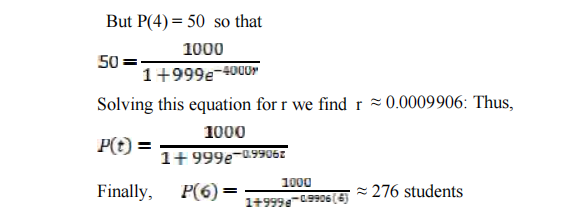 But P(4) = 50 so that
50 = 1000 / 1+999e^-4000r
Solving this equation for r we find r ≈ 0.0009906: Thus,
P(t) = 1000 / 1+999e^-0.9906t
Finally, P(6) = 1000 / 1+999e^-0.9906(6) ≈ 276 students